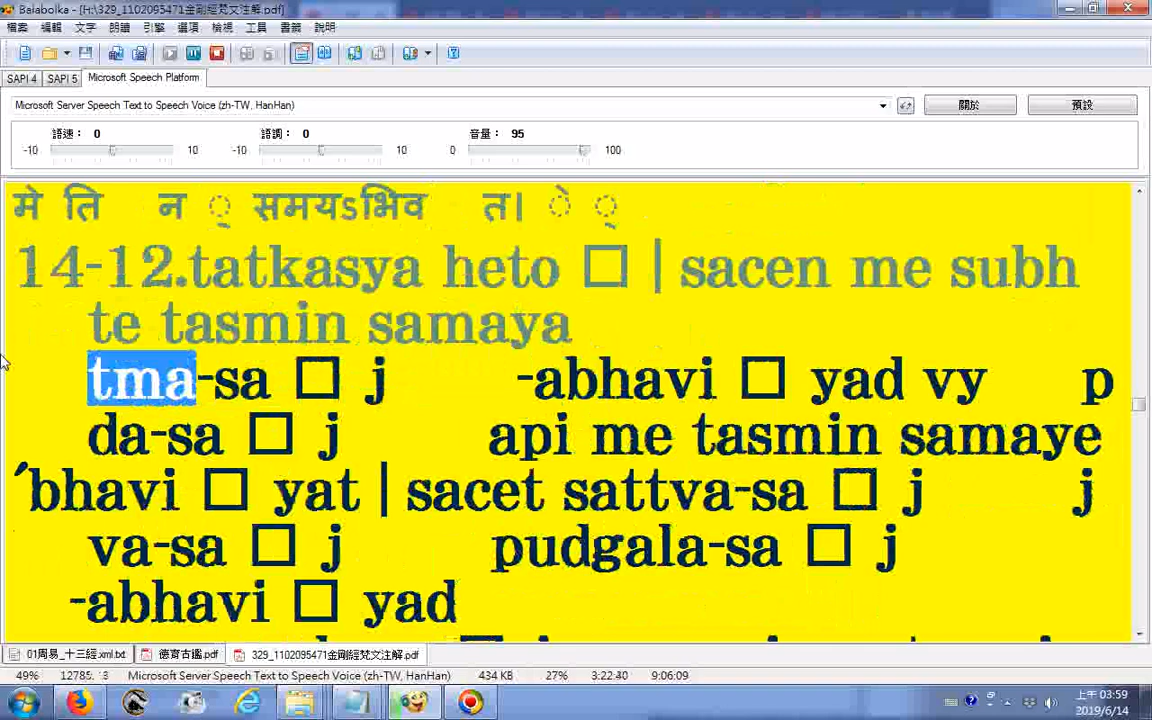 Balabolka - [H:\329_1102095471金剛經梵文注解.pdf]
檔案 編輯 文字 朗讀 引擎 選項 檢視 工具 書籤 說明
SAPI 4 SAPI 5 Microsoft Speech Platform
Microsoft Server Speech Text to Speech Voice (zh-TW, HanHan) 關於 預設
語速： 0 語調： 0 音量： 95
-10 10 -10 10 0 100
मे ति न ् समयऽभिव त। े ्
14-12.tatkasya heto □ | sacen me subh
te tasmin samaya
tma-sa □ j -abhavi □ yad vy p
da-sa □ j api me tasmin samaye
'bhavi □ yat | sacet sattva-sa □ j j
va-sa □ j pudgala-sa □ j
-abhavi □ yad
01周易_十三經.xml.txt 德育古鑑.pdf 329_1102095471金剛經梵文注解.pdf
49% Microsoft Server Speech Text to Speech Voice (zh-TW, HanHan) 434 KB 27% 3:22:40 9:06:09
上午 03:59
2019/6/14